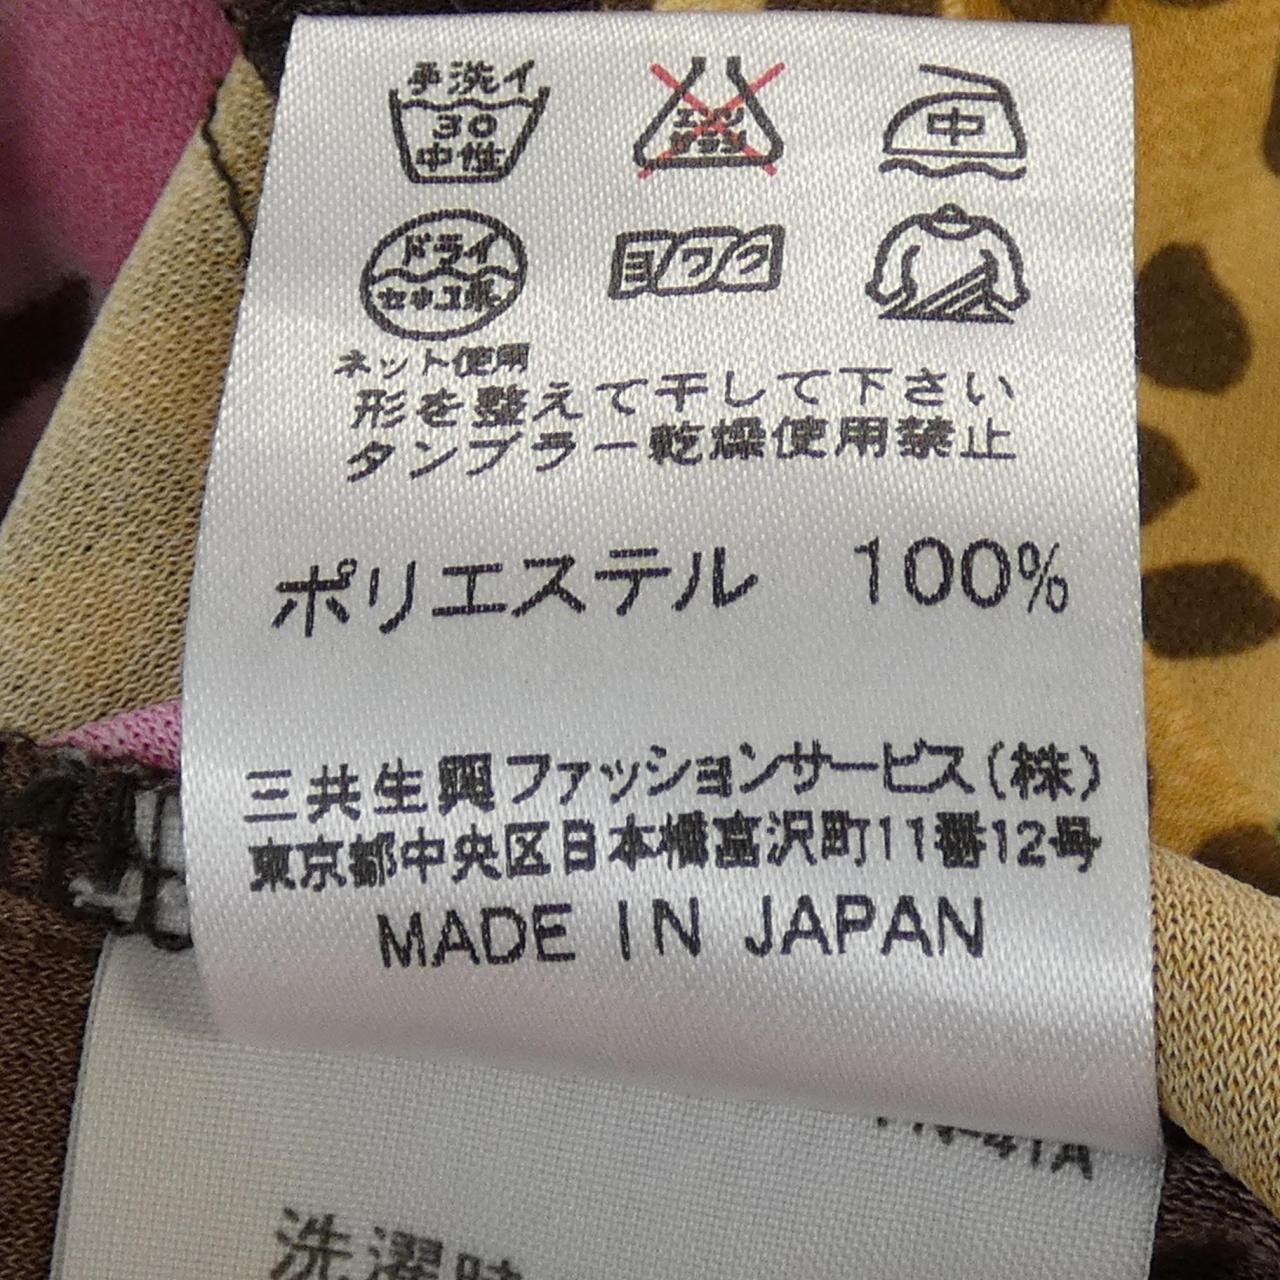 手洗イ
30
中性
エンソ
サラシ
中
ドライ
セキユ系
ヨワク
ネット使用
形を整えて干して下さい
タンブラー乾燥使用禁止
ポリエステル 100%
三共生興ファッションサービス(株)
東京都中央区日本橋富沢町11番12号
MADE IN JAPAN
-41A
洗濯時